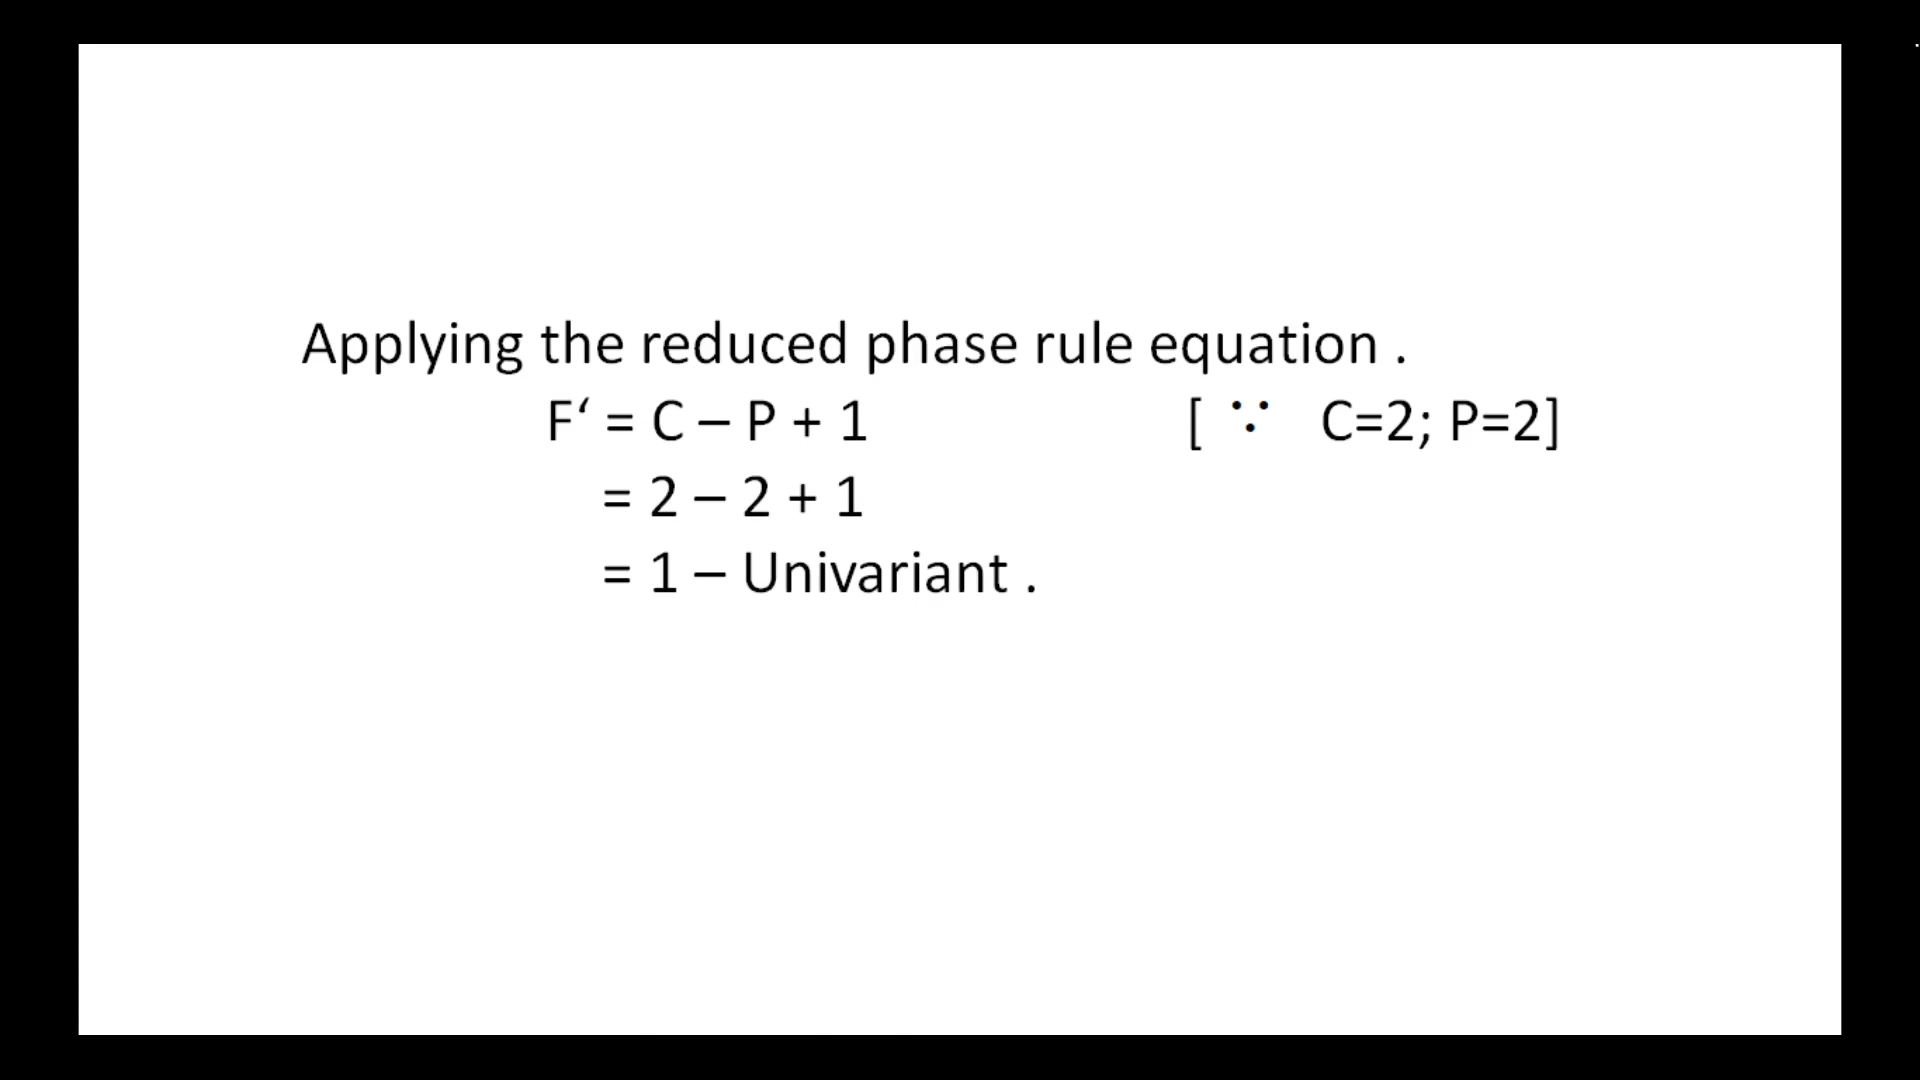 Applying the reduced phase rule equation .
F‘ = C – P + 1 [ ∵ C=2; P=2]
= 2 – 2 + 1
= 1 – Univariant .